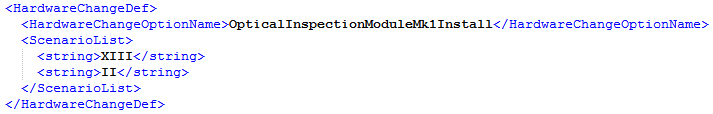 <HardwareChangeDef>
<HardwareChangeOptionName>OpticalInspectionModuleMk1Install</HardwareChangeOptionName>
<ScenarioList>
<string>XIII</string>
<string>II</string>
</ScenarioList>
</HardwareChangeDef>